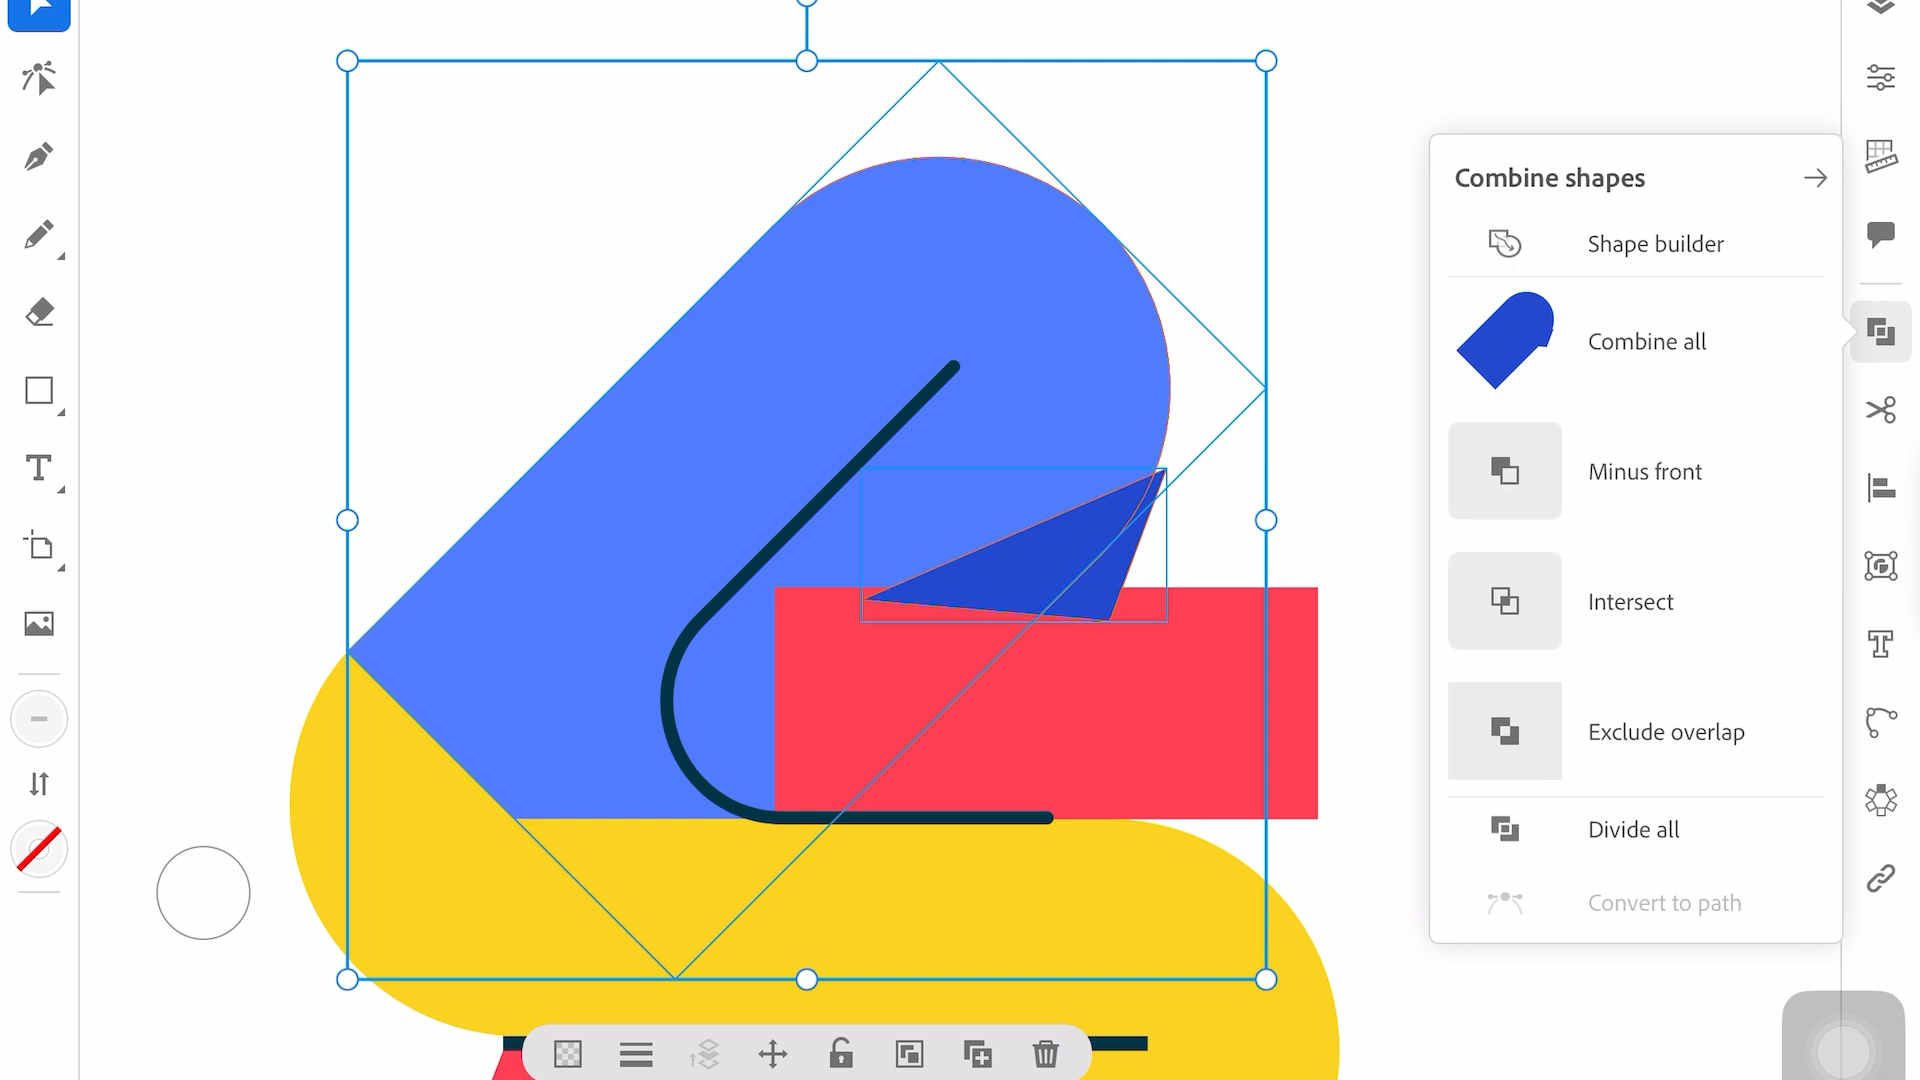 Combine shapes
Shape builder
Combine all
Minus front
Intersect
Exclude overlap
Divide all
Convert to path